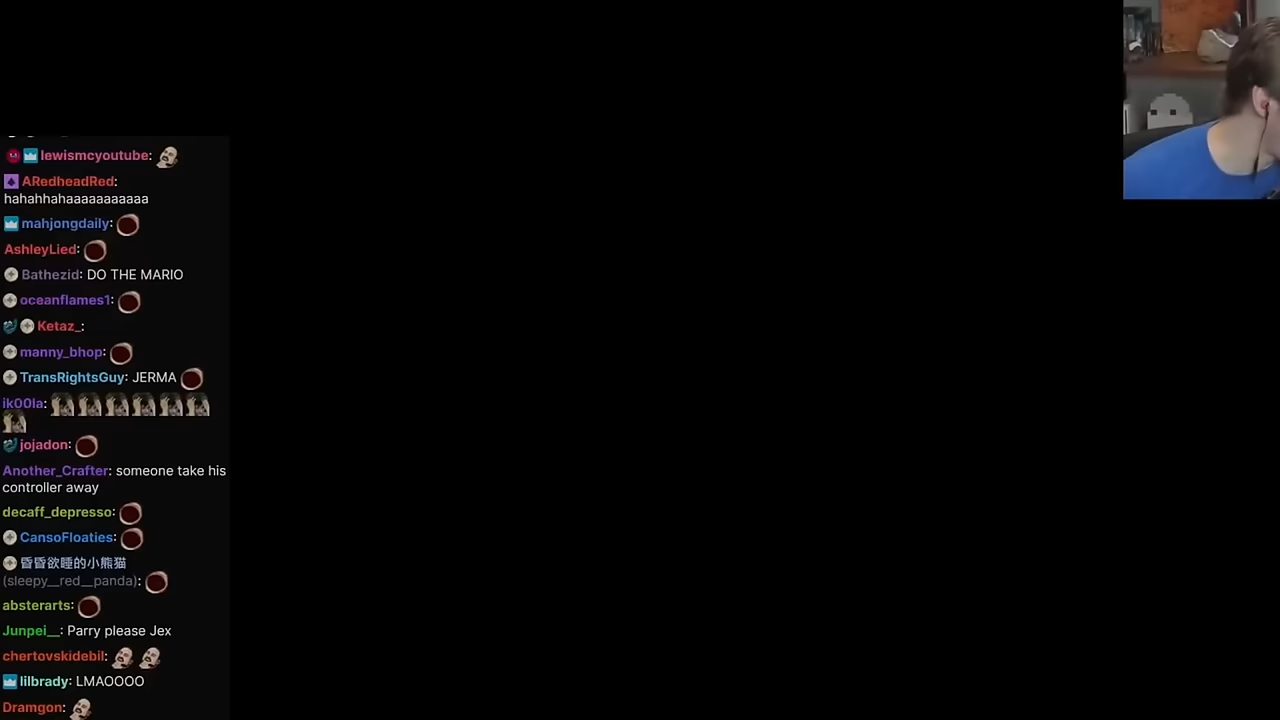 lewismcyoutube:
ARedheadRed:
hahahhahaaaaaaaaaaa
mahjongdaily:
AshleyLied:
Bathezid: DO THE MARIO
oceanflames1:
Ketaz_:
manny_bhop:
TransRightsGuy: JERMA
ik00la:
jojadon:
Another_Crafter: someone take his
controller away
decaff_depresso:
CansoFloaties:
昏昏欲睡的小熊猫
(sleepy__red__panda):
absterarts:
Junpei__: Parry please Jex
chertovskidebil:
lilbrady: LMAOOOO
Dramgon: